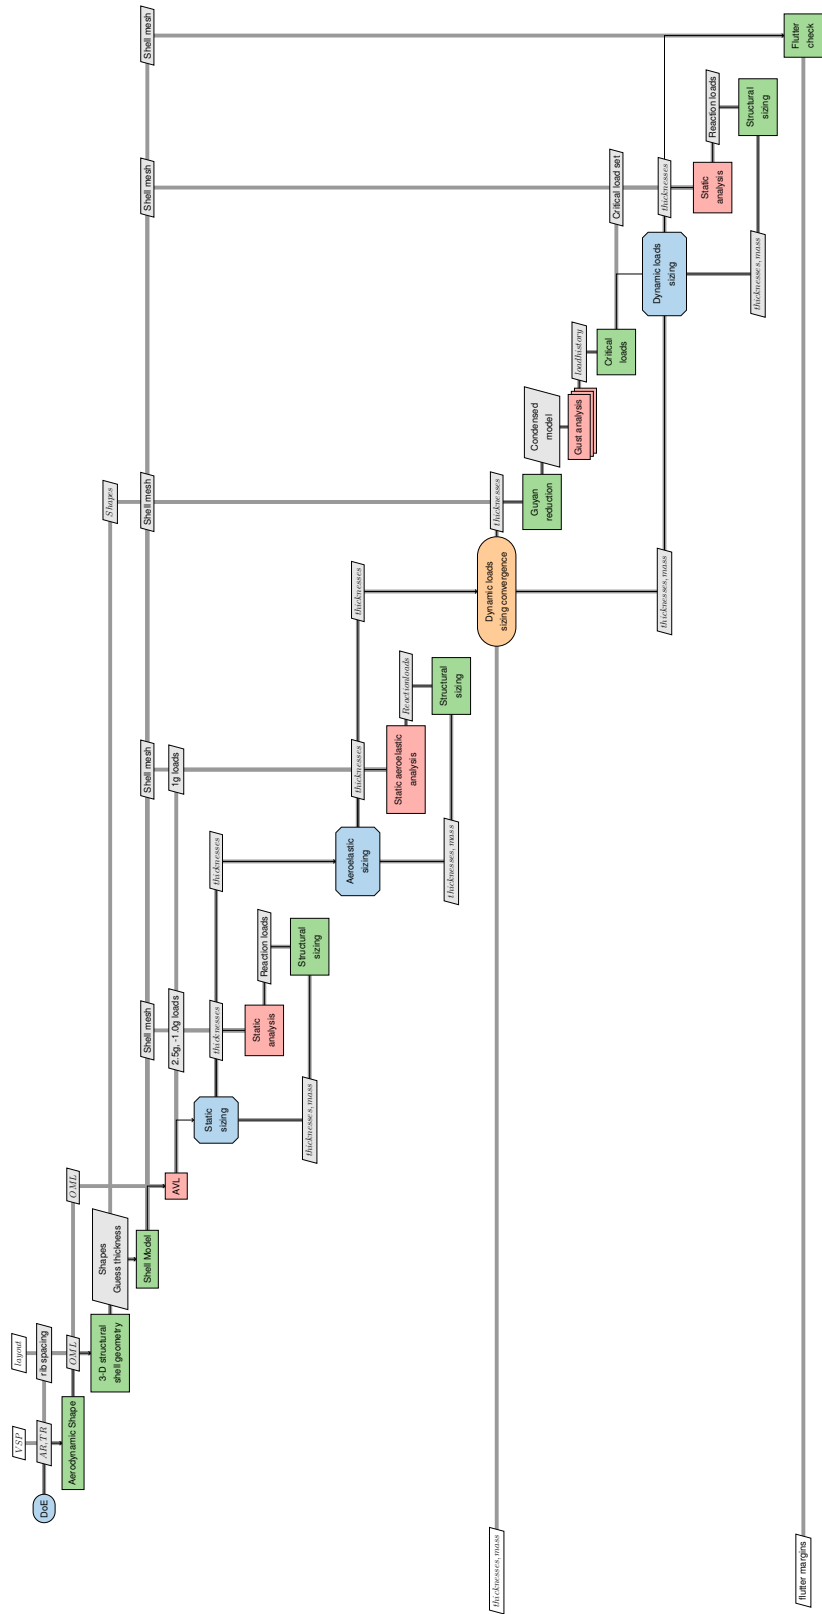 VSP
layout
DoE
AR, TR
rib spacing
Aerodynamic Shape
OML
OML
3-D structural
shell geometry
Shapes
Guess thickness
Shapes
Shell Model
Shell mesh
Shell mesh
Shell mesh
Shell mesh
Shell mesh
AVL
2.5g, -1.0g loads
1g loads
Static
sizing
thicknesses
thicknesses
Static
analysis
Reaction loads
thicknesses, mass
Structural
sizing
Aeroelastic
sizing
thicknesses
thicknesses
Static aeroelastic
analysis
Reactionloads
thicknesses, mass
Structural
sizing
thicknesses, mass
Dynamic loads
sizing convergence
thicknesses
Guyan
reduction
Condensed
model
Gust analysis
loadhistory
Critical
loads
Critical load set
thicknesses, mass
Dynamic loads
sizing
thicknesses
Static
analysis
Reaction loads
thicknesses, mass
Structural
sizing
flutter margins
Flutter
check